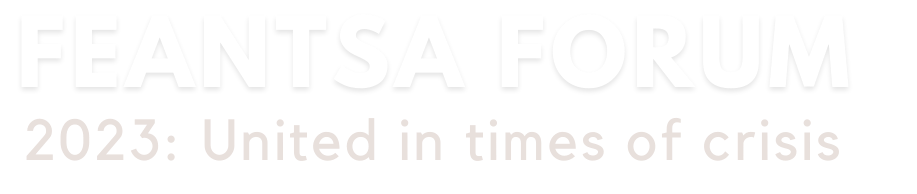 FEANTSA FORUM
2023: United in times of crisis